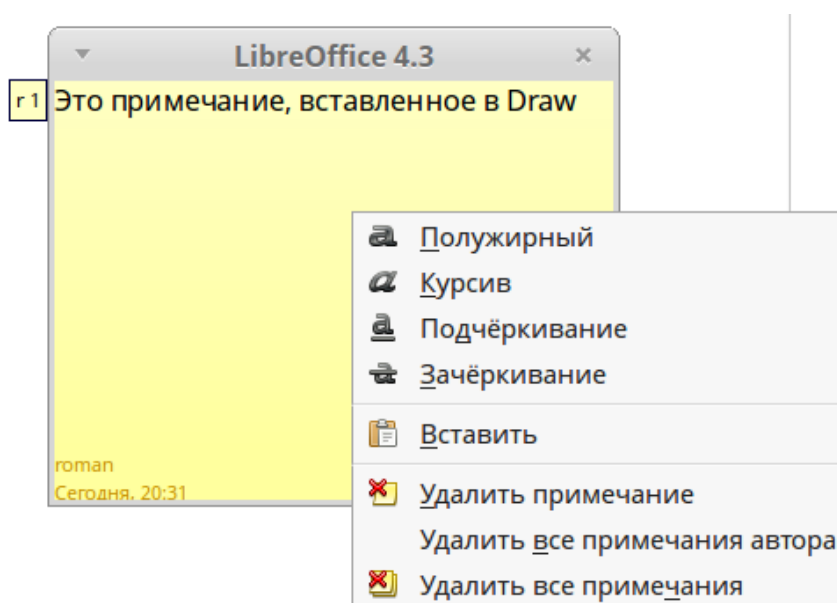 LibreOffice 4.3
r 1
Это примечание, вставленное в Draw
Полужирный
Курсив
Подчёркивание
Зачёркивание
Вставить
roman
Сегодня, 20:31
Удалить примечание
Удалить все примечания автора
Удалить все примечания